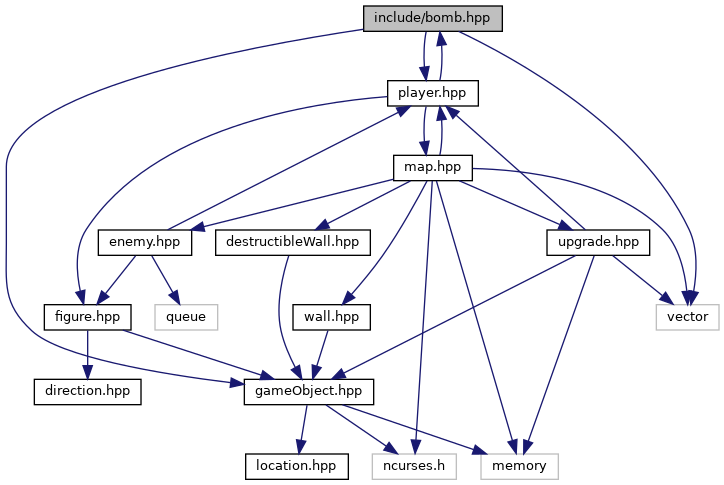 include/bomb.hpp
player.hpp
map.hpp
enemy.hpp
destructibleWall.hpp
upgrade.hpp
figure.hpp
queue
wall.hpp
vector
direction.hpp
gameObject.hpp
location.hpp
ncurses.h
memory